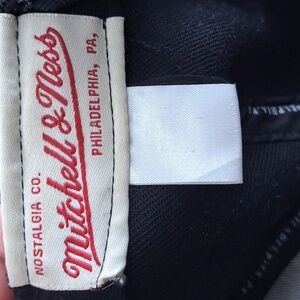 NOSTALGIA CO.
Mitchell & Ness
PHILADELPHIA, PA,